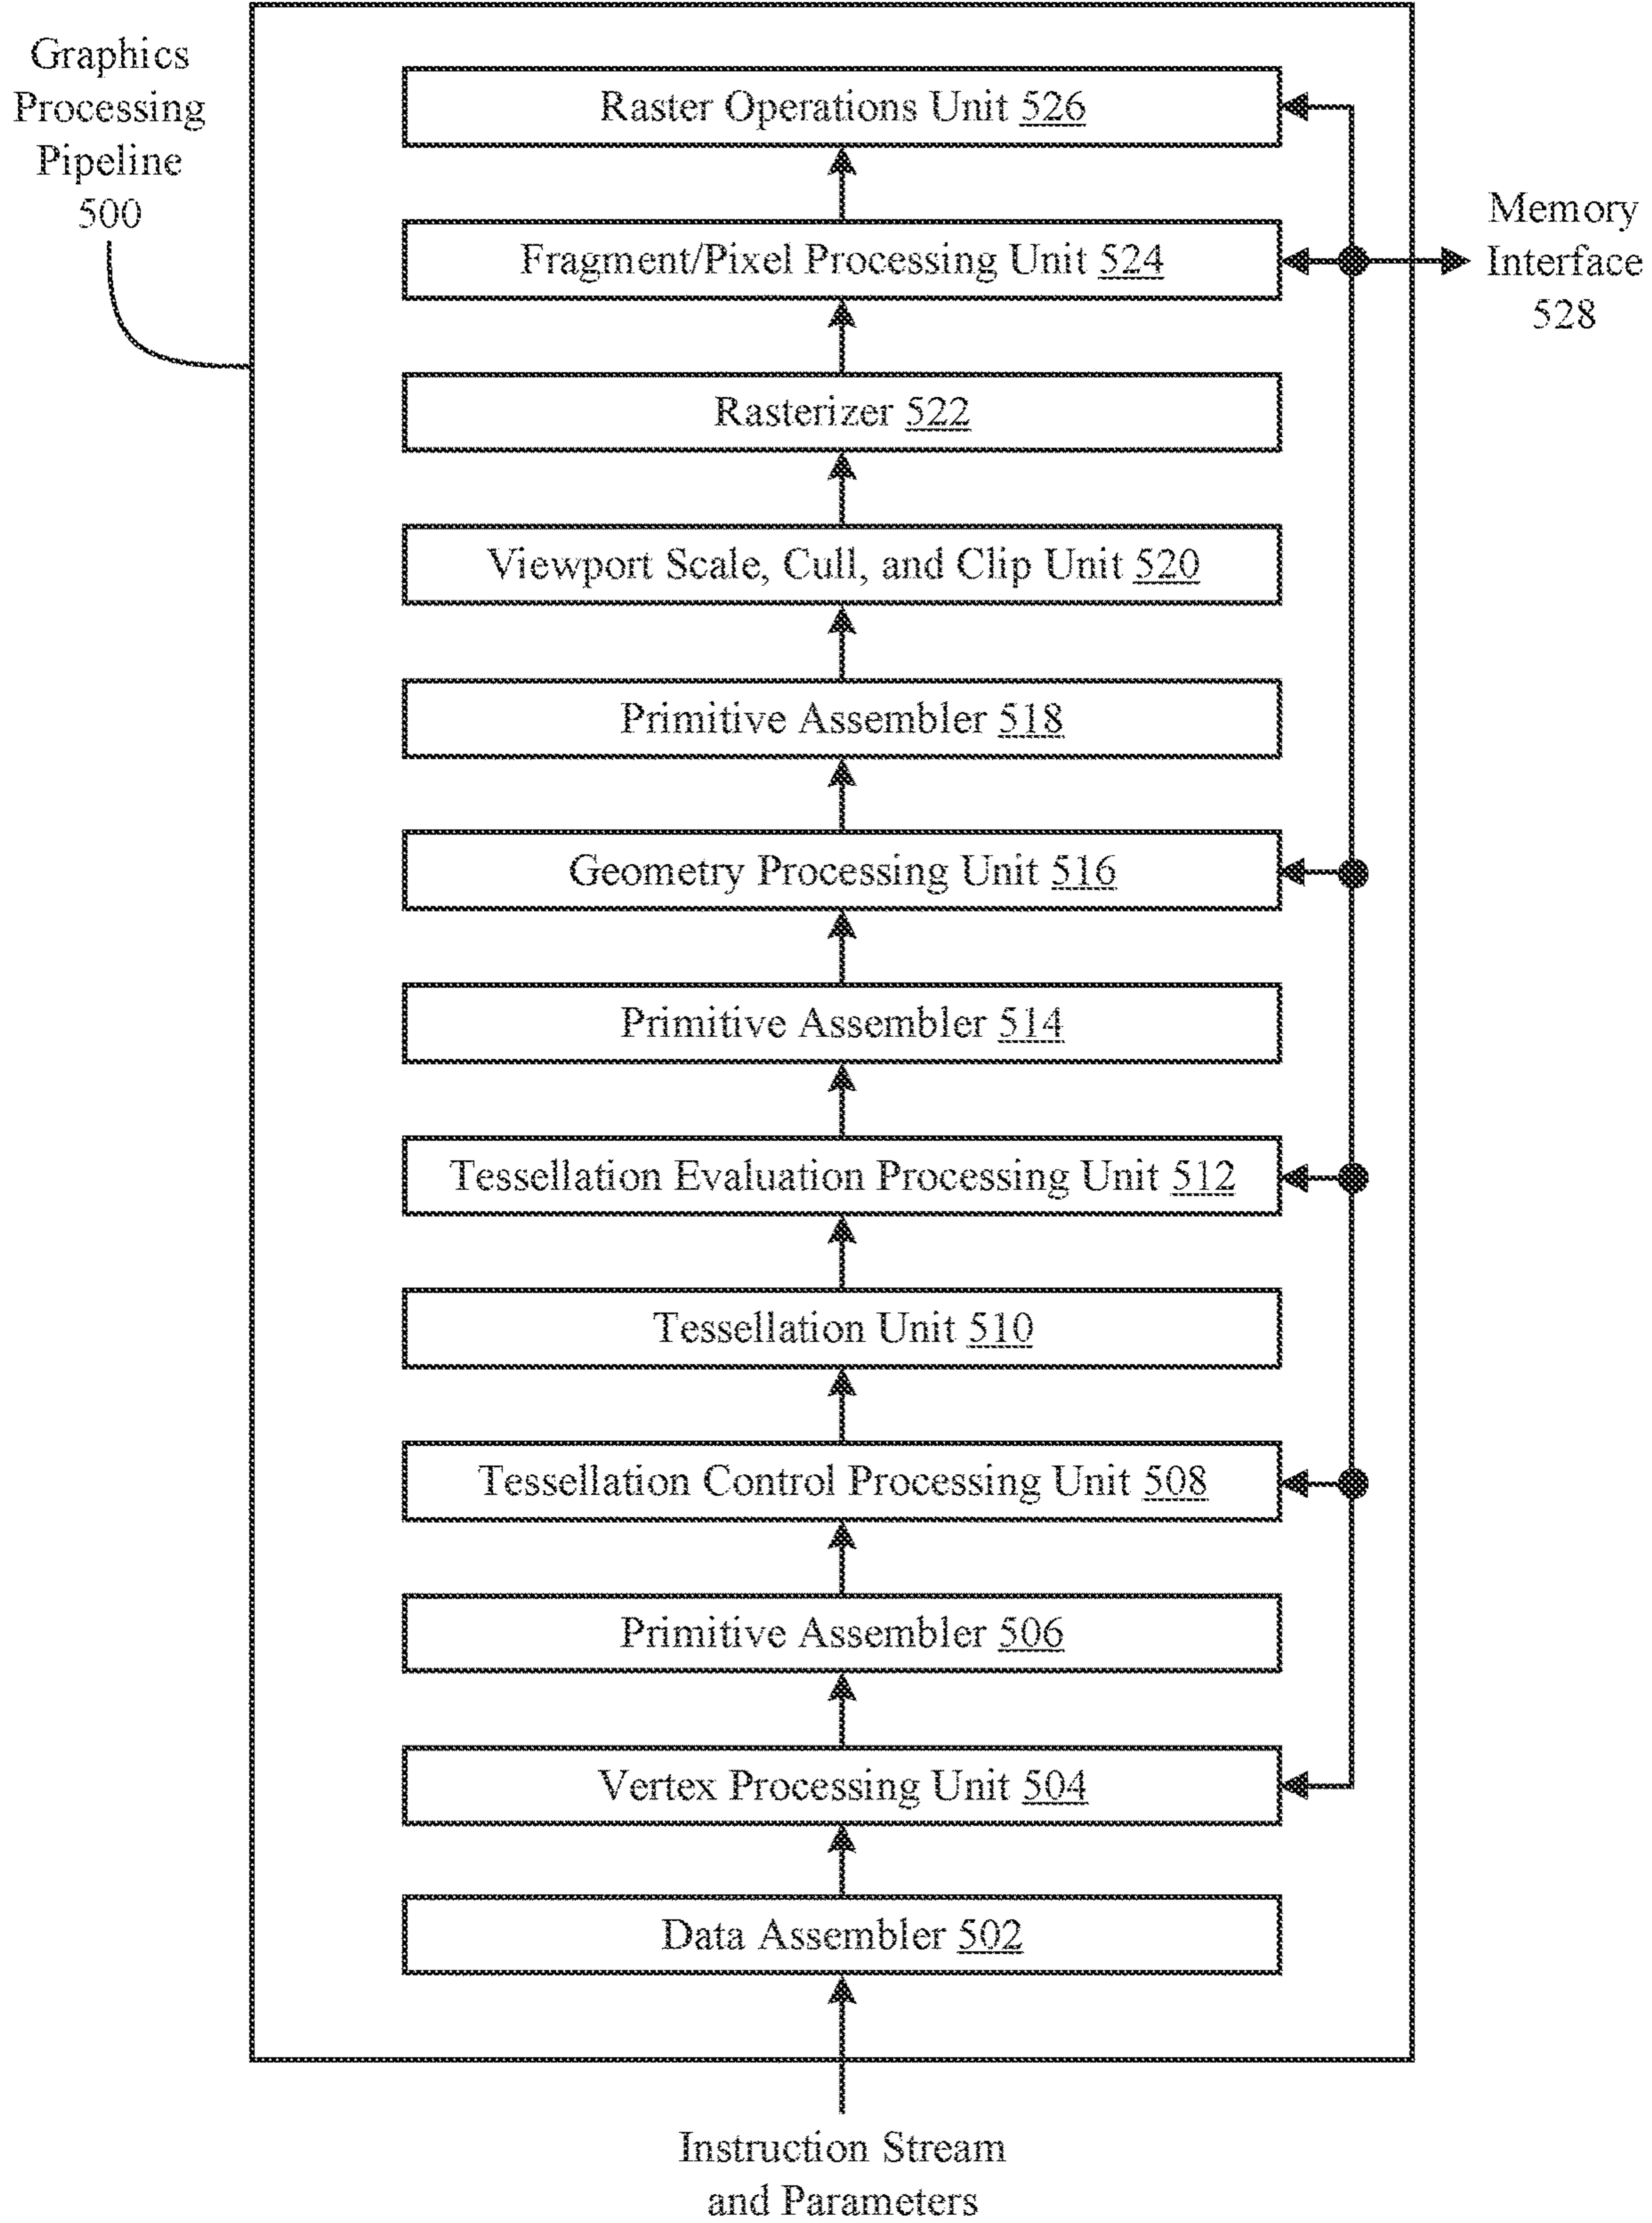 Graphics
Processing
Pipeline
500
Raster Operations Unit 526
Fragment/Pixel Processing Unit 524
Memory
Interface
528
Rasterizer 522
Viewport Scale, Cull, and Clip Unit 520
Primitive Assembler 518
Geometry Processing Unit 516
Primitive Assembler 514
Tessellation Evaluation Processing Unit 512
Tessellation Unit 510
Tessellation Control Processing Unit 508
Primitive Assembler 506
Vertex Processing Unit 504
Data Assembler 502
Instruction Stream
and Parameters